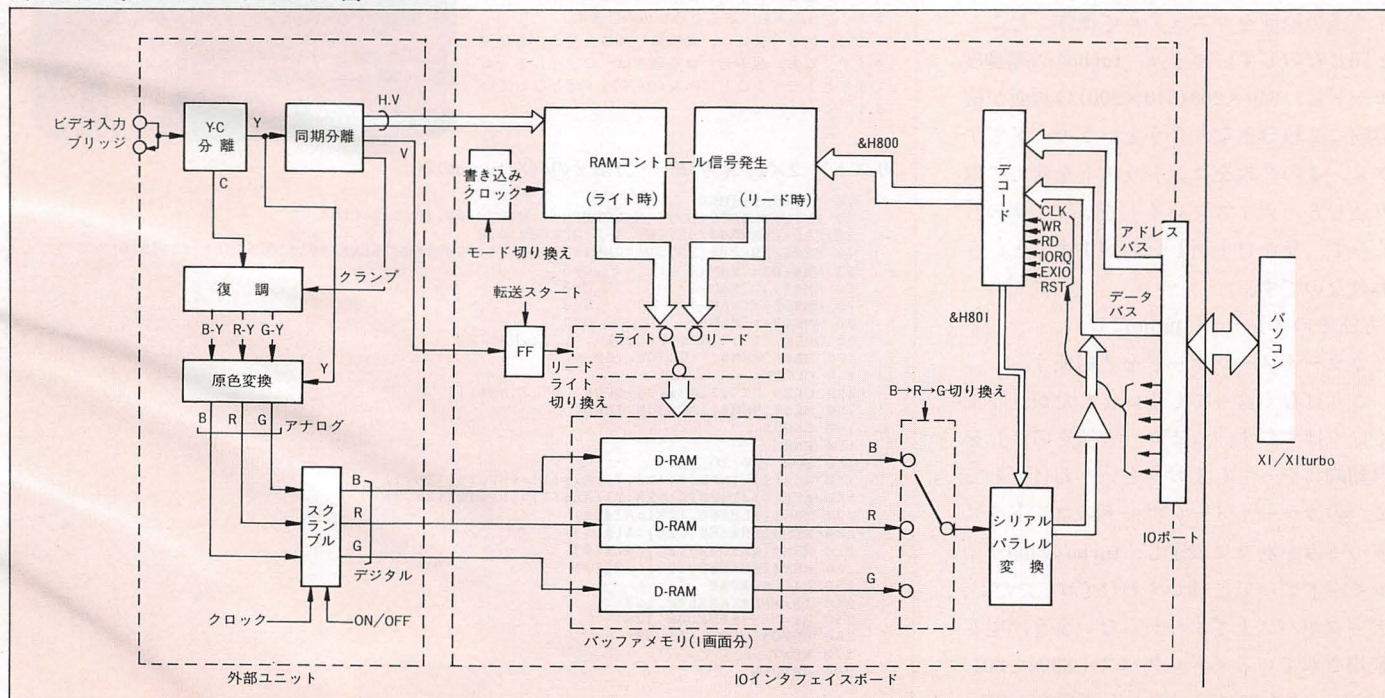 ビデオ入力
ブリッジ
Y-C
分離
Y
同期分離
H.V
V
C
復調
クランプ
B-Y
R-Y
G-Y
Y
原色変換
B
R
G
アナログ
スクランブル
B
R
G
デジタル
クロック
ON/OFF
外部ユニット
書き込み
クロック
モード切り換え
RAMコントロール信号発生
(ライト時)
(リード時)
転送スタート
FF
リード
ライト
切り換え
ライト
リード
D-RAM
D-RAM
D-RAM
バッファメモリ(1画面分)
B→R→G切り換え
B
R
G
&H800
デコード
CLK
WR
RD
IORQ
EXIO
RST
アドレス
バス
データ
バス
&H801
シリアル
パラレル
変換
IOポート
IOインタフェイスボード
パソコン
X1/X1turbo